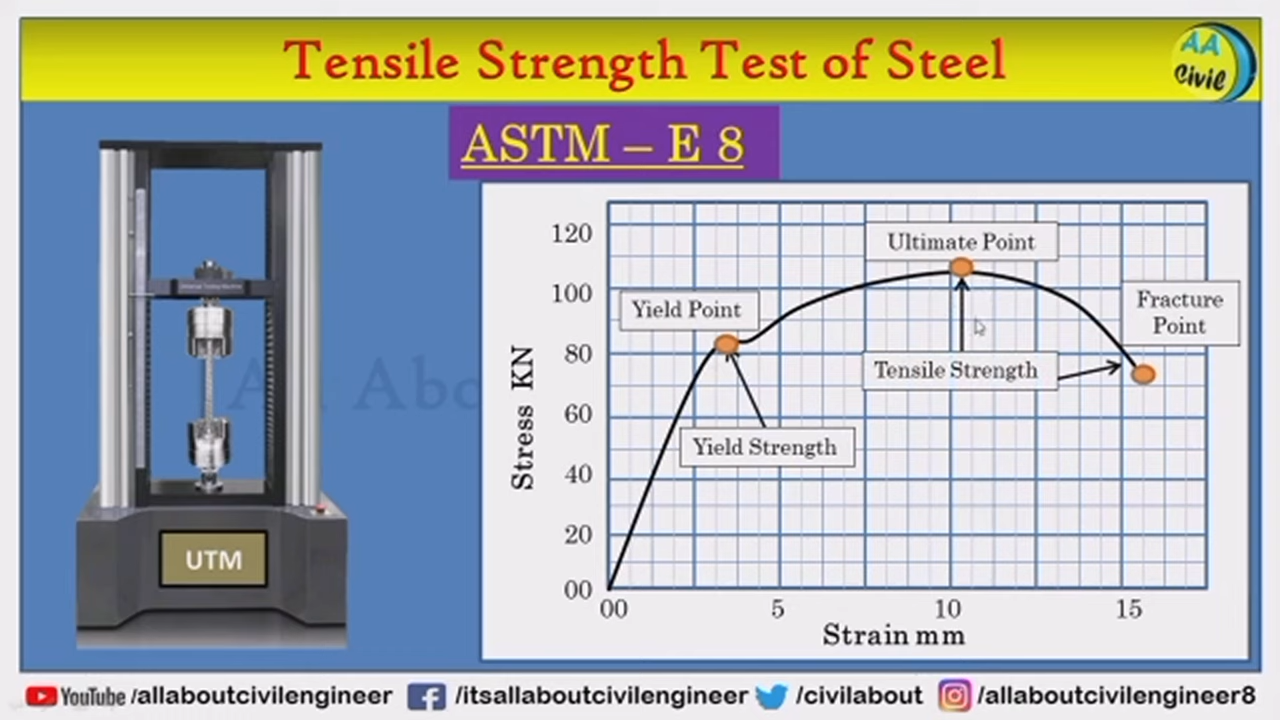 Tensile Strength Test of Steel
AA
Civil
ASTM – E 8
UTM
Stress KN
120
100
80
60
40
20
00
Yield Point
Ultimate Point
Fracture
Point
Tensile Strength
Yield Strength
00 5 10 15
Strain mm
YouTube /allaboutcivilengineer /itsallaboutcivilengineer /civilabout /allaboutcivilengineer8